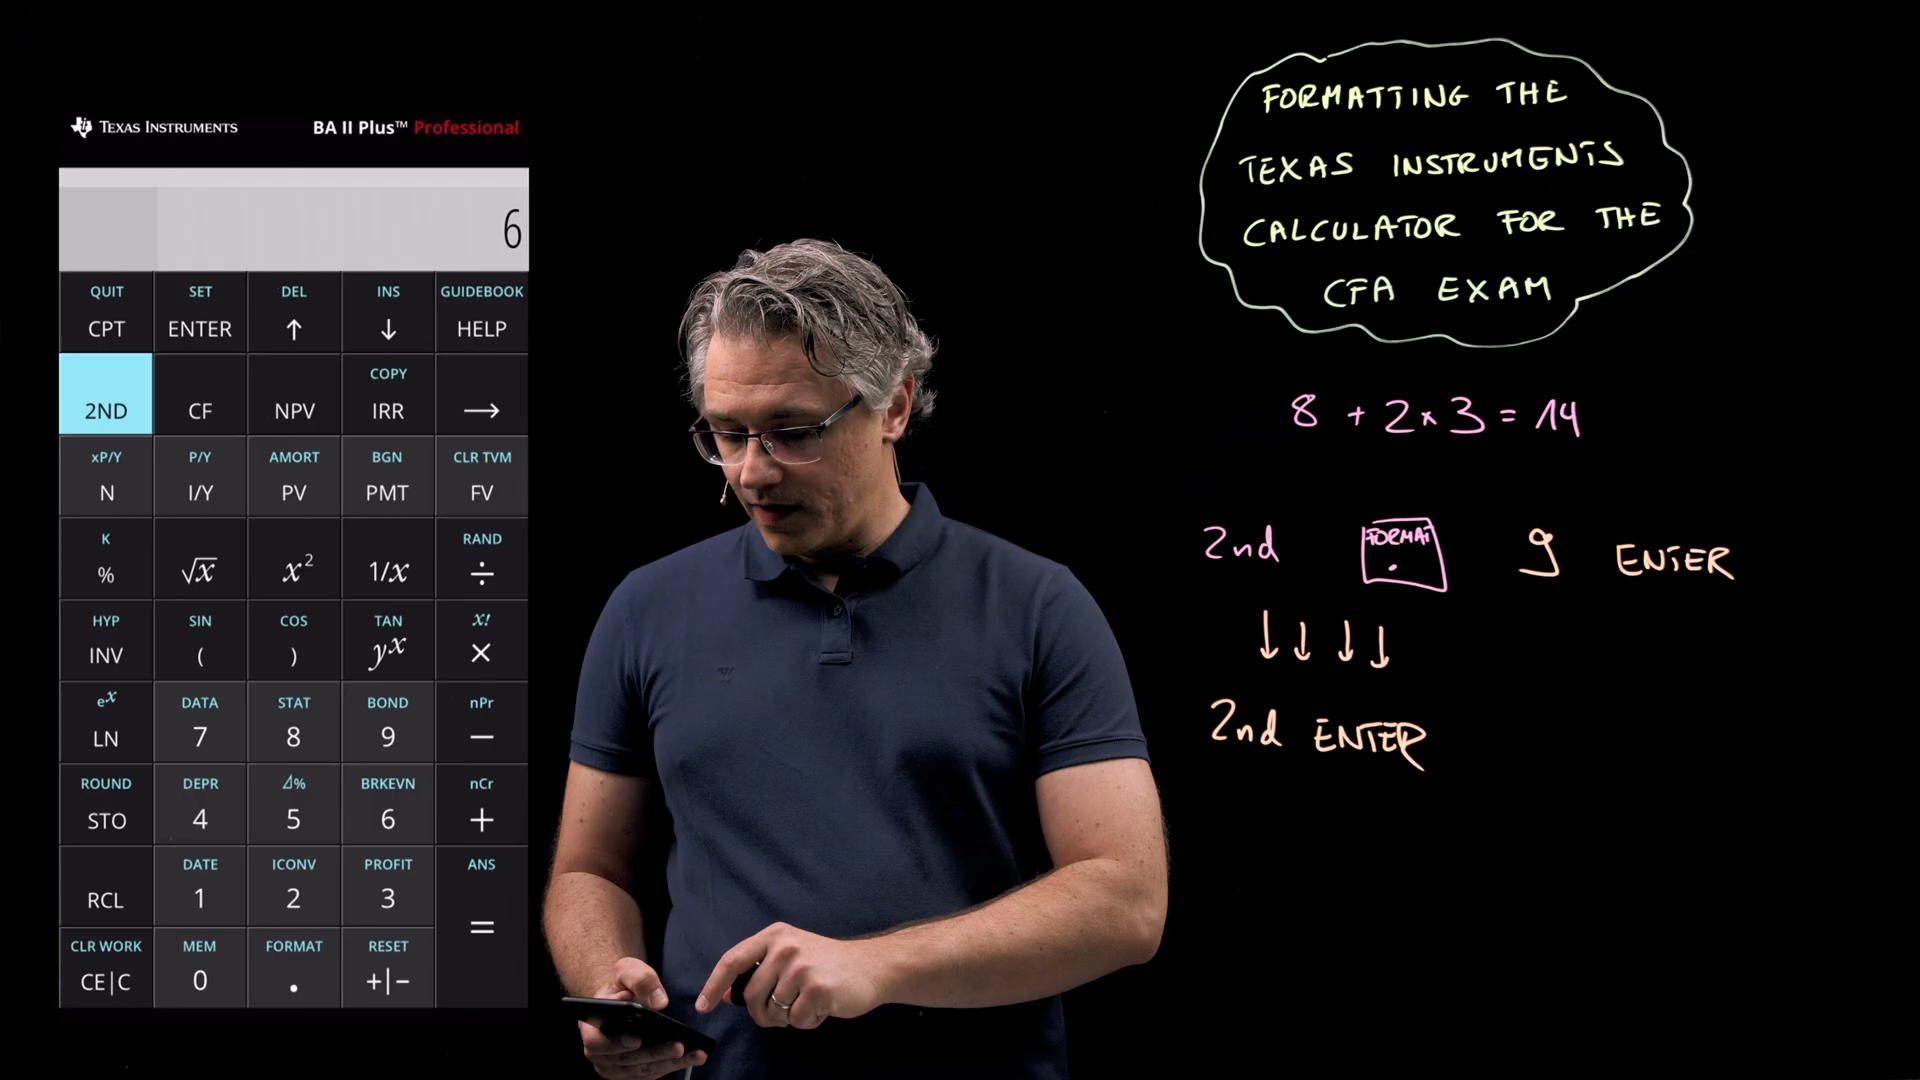 TEXAS INSTRUMENTS BA II Plus™ Professional
6
QUIT SET DEL INS GUIDEBOOK
CPT ENTER ↑ ↓ HELP
COPY
2ND CF NPV IRR →
xP/Y P/Y AMORT BGN CLR TVM
N I/Y PV PMT FV
K RAND
% √x x² 1/x ÷
HYP SIN COS TAN x!
INV ( ) yˣ ×
eˣ DATA STAT BOND nPr
LN 7 8 9 −
ROUND DEPR Δ% BRKEVN nCr
STO 4 5 6 +
DATE ICONV PROFIT ANS
RCL 1 2 3 =
CLR WORK MEM FORMAT RESET
CE|C 0 . +|−
FORMATTING THE
TEXAS INSTRUMENTS
CALCULATOR FOR THE
CFA EXAM
8 + 2 × 3 = 14
2nd FORMAT . 9 ENTER
↓ ↓ ↓ ↓
2nd ENTER